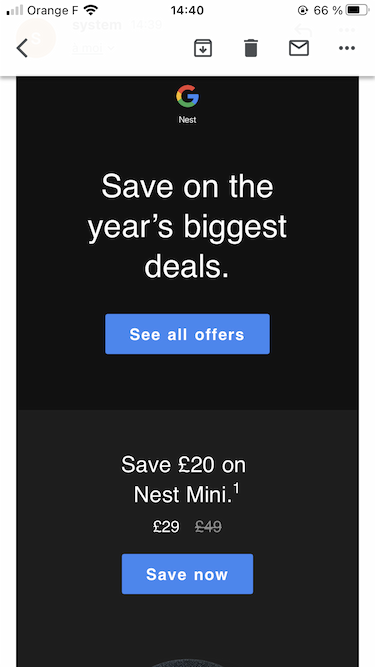 Orange F 14:40 66 %
system
Nest
Save on the
year's biggest
deals.
See all offers
Save £20 on
Nest Mini.1
£29 £49
Save now